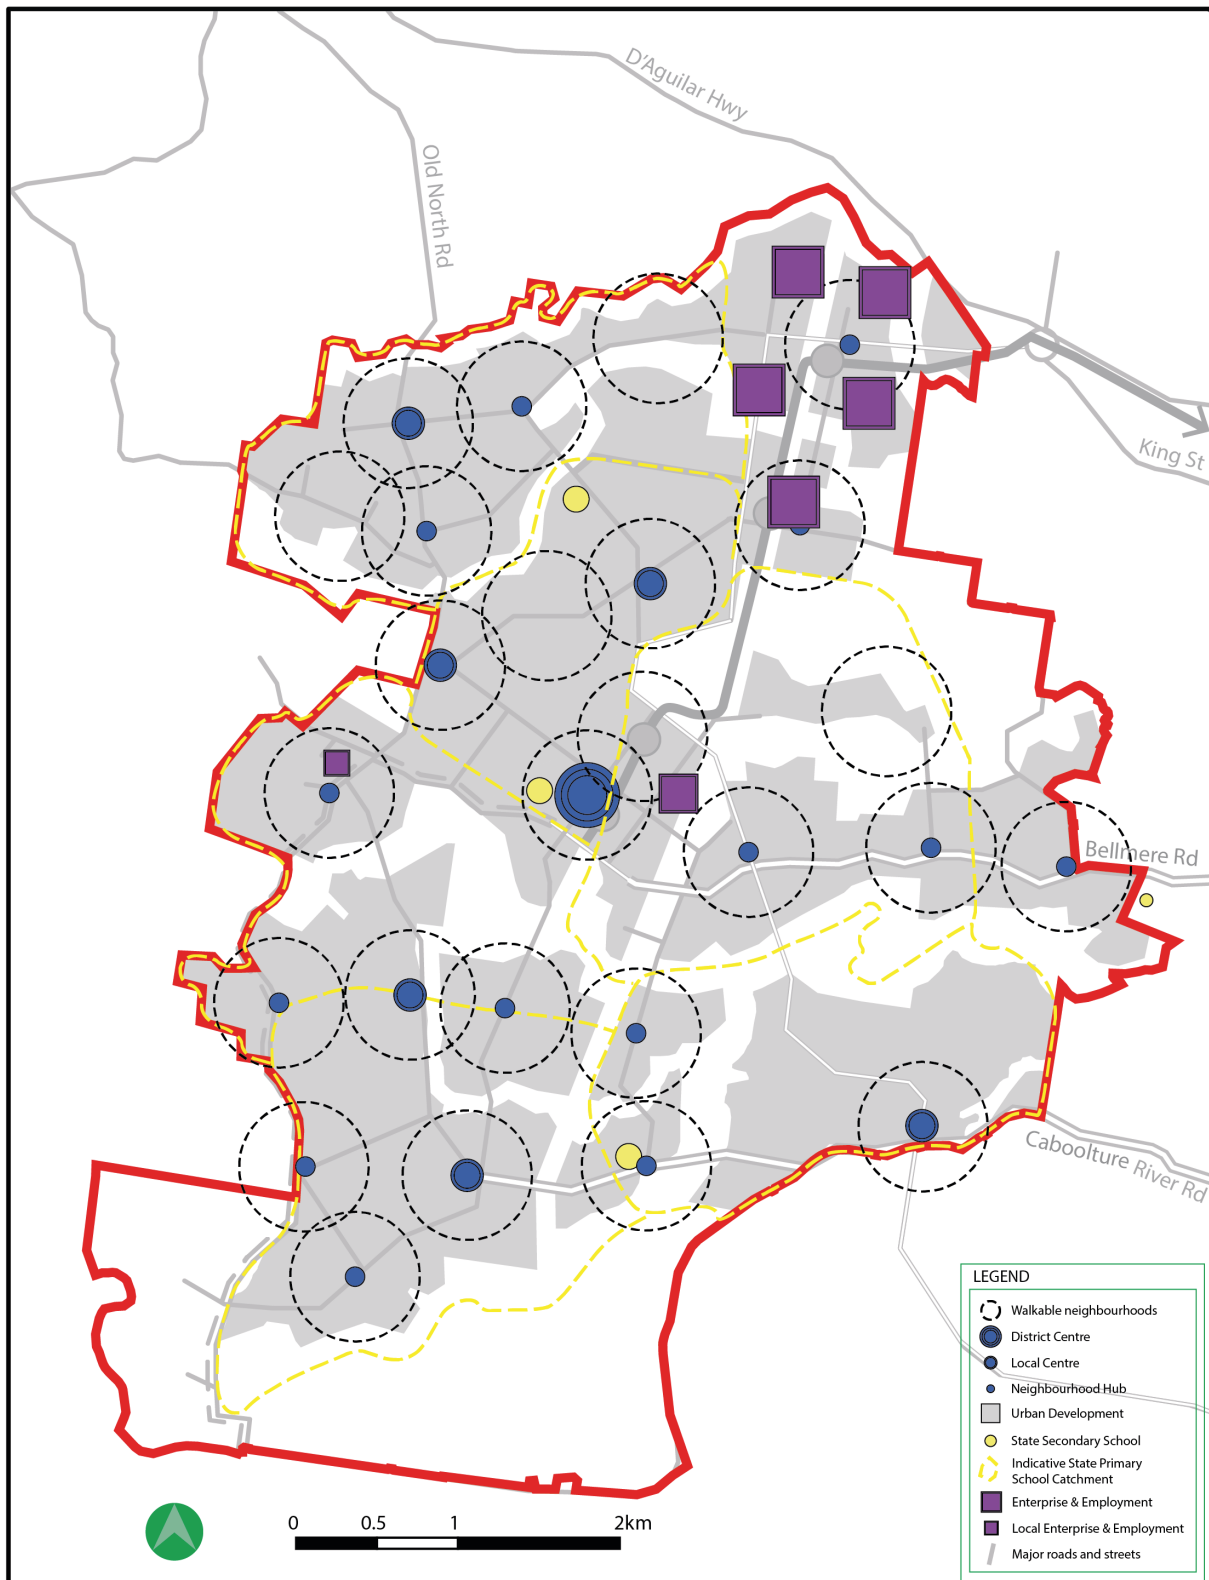 D'Aguilar Hwy
Old North Rd
King St
Bellmere Rd
Caboolture River Rd
LEGEND
Walkable neighbourhoods
District Centre
Local Centre
Neighbourhood Hub
Urban Development
State Secondary School
Indicative State Primary
School Catchment
Enterprise & Employment
Local Enterprise & Employment
Major roads and streets
0 0.5 1 2km